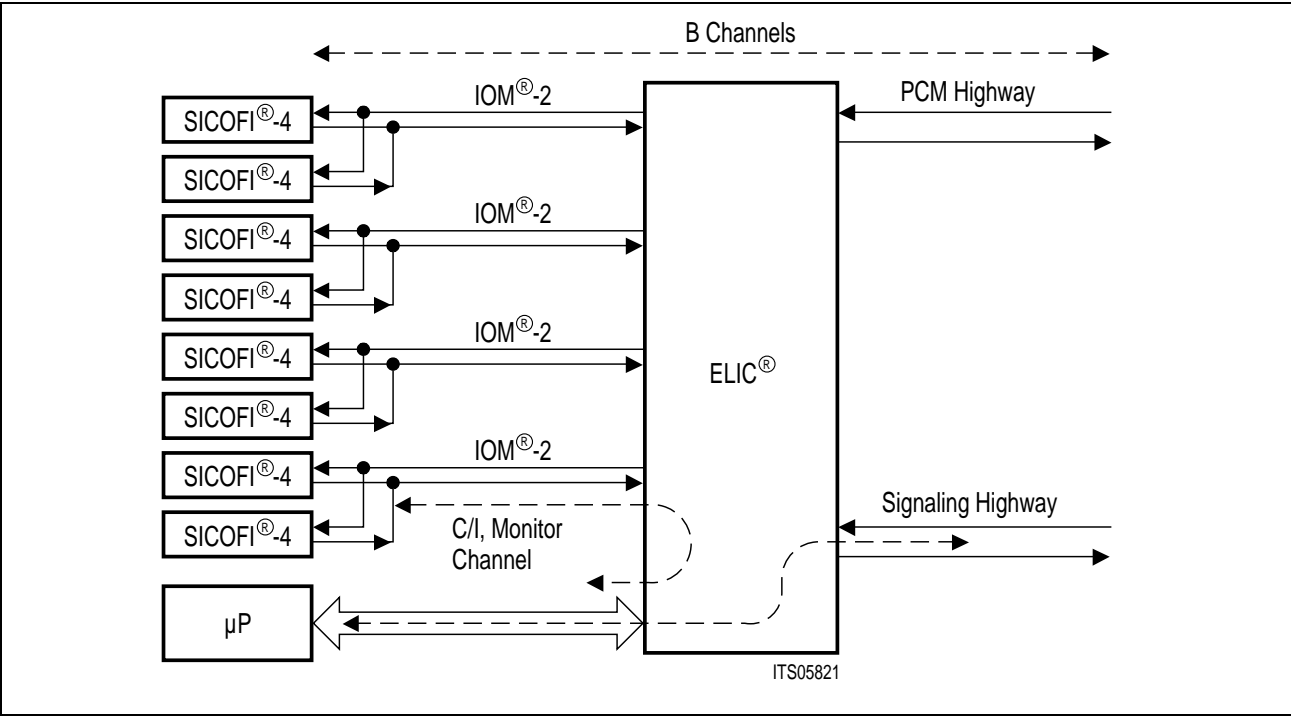 B Channels
IOM®-2
PCM Highway
SICOFI®-4
SICOFI®-4
IOM®-2
SICOFI®-4
SICOFI®-4
IOM®-2
SICOFI®-4
ELIC®
SICOFI®-4
IOM®-2
SICOFI®-4
Signaling Highway
SICOFI®-4
C/I, Monitor
Channel
µP
ITS05821